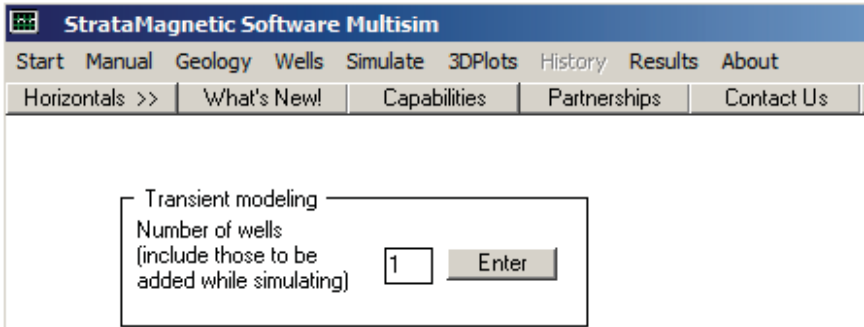 StrataMagnetic Software Multisim
Start Manual Geology Wells Simulate 3DPlots History Results About
Horizontals >> What's New! Capabilities Partnerships Contact Us
Transient modeling
Number of wells
(include those to be
added while simulating)
1 Enter